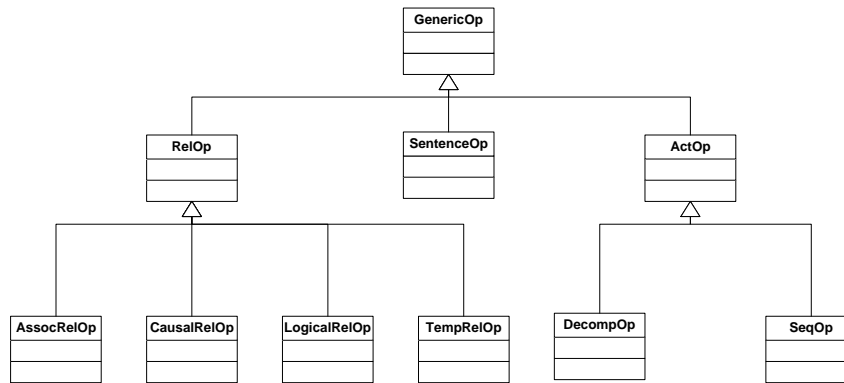 GenericOp
RelOp
SentenceOp
ActOp
AssocRelOp
CausalRelOp
LogicalRelOp
TempRelOp
DecompOp
SeqOp